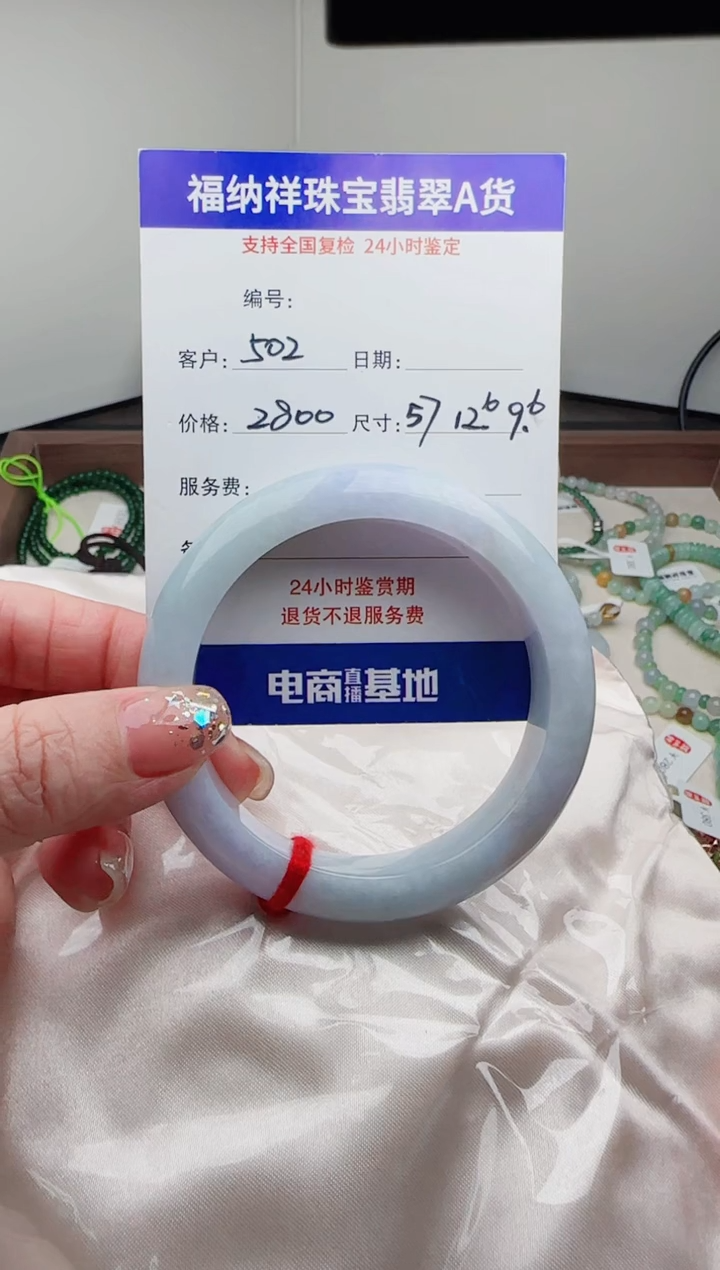 福纳祥珠宝翡翠A货
支持全国复检 24小时鉴定
编号:
客户: 502 日期:
价格: 2800 尺寸: 57 12.6 9.6
服务费:
24小时鉴赏期
退货不退服务费
电商直播基地